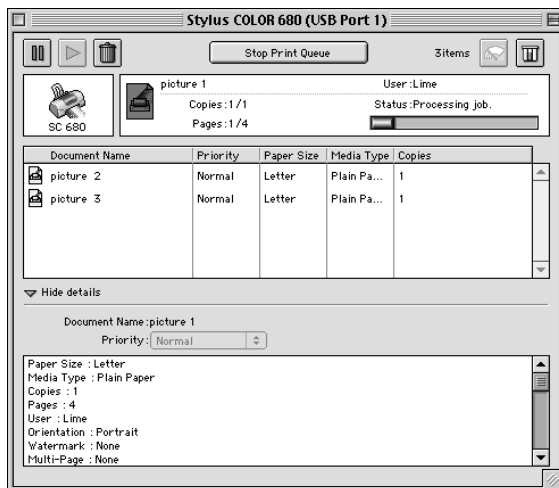 Stylus COLOR 680 (USB Port 1)
Stop Print Queue
3items
SC 680
picture 1
User :Lime
Copies :1/1
Status :Processing job.
Pages :1/4
Document Name Priority Paper Size Media Type Copies
picture 2 Normal Letter Plain Pa... 1
picture 3 Normal Letter Plain Pa... 1
Hide details
Document Name :picture 1
Priority : Normal
Paper Size : Letter
Media Type : Plain Paper
Copies : 1
Pages : 4
User : Lime
Orientation : Portrait
Watermark : None
Multi-Page : None